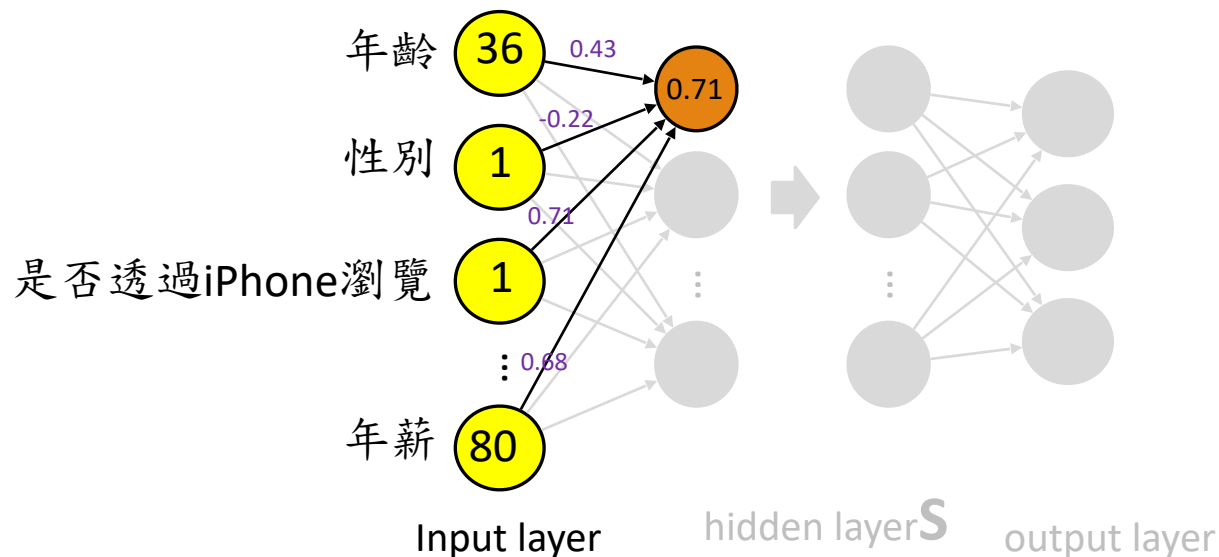 年齡
36
0.43
0.71
-0.22
性別
1
0.71
是否透過iPhone瀏覽
1
⋮
⋮
⋮
0.68
年薪
80
Input layer
hidden layerS
output layer